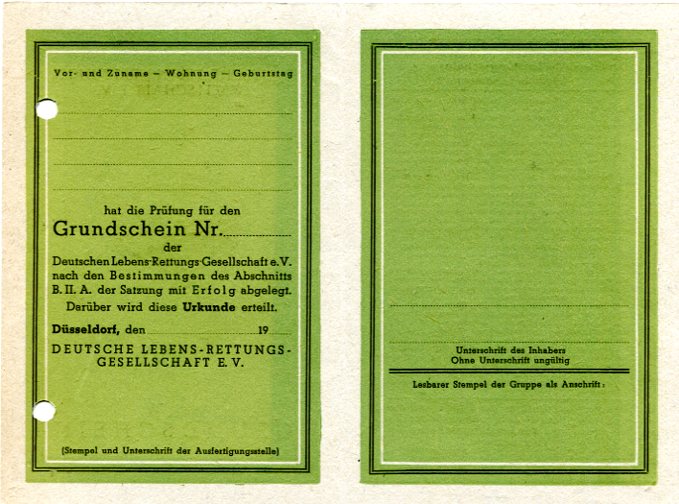 Vor- und Zuname – Wohnung – Geburtstag
hat die Prüfung für den
Grundschein Nr.
der
Deutschen Lebens-Rettungs-Gesellschaft e.V.
nach den Bestimmungen des Abschnitts
B. II. A. der Satzung mit Erfolg abgelegt.
Darüber wird diese Urkunde erteilt.
Düsseldorf, den 19
DEUTSCHE LEBENS-RETTUNGS-
GESELLSCHAFT E. V.
(Stempel und Unterschrift der Ausfertigungsstelle)
Unterschrift des Inhabers
Ohne Unterschrift ungültig
Lesbarer Stempel der Gruppe als Anschrift: